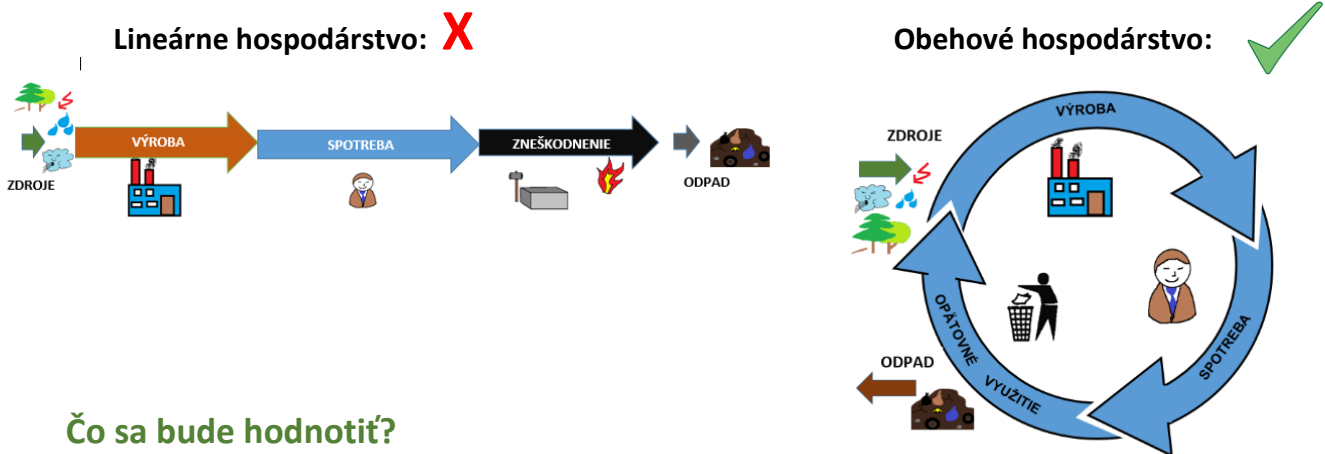 Lineárne hospodárstvo: X
ZDROJE
VÝROBA
SPOTREBA
ZNEŠKODNENIE
ODPAD
Obehové hospodárstvo:
ZDROJE
VÝROBA
SPOTREBA
OPÄTOVNÉ VYUŽITIE
ODPAD
Čo sa bude hodnotiť?